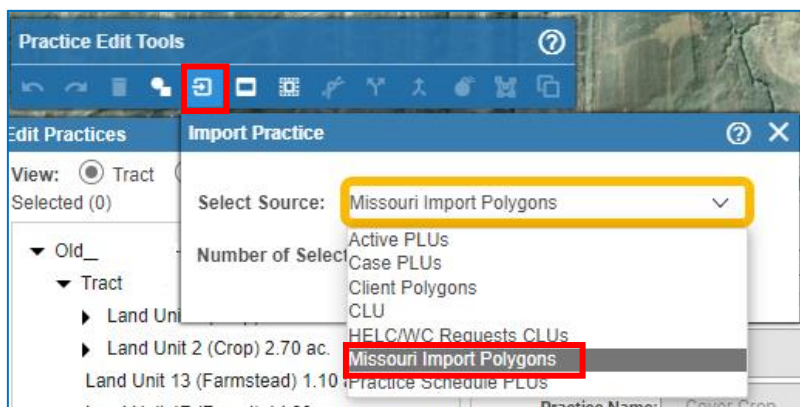 Practice Edit Tools
Edit Practices
Import Practice
View: Tract
Selected (0)
Select Source: Missouri Import Polygons
Number of Select
Active PLUs
Case PLUs
Client Polygons
CLU
HELC/WC Requests CLUs
Missouri Import Polygons
Practice Schedule PLUs
Old_
Tract
Land Uni
Land Unit 2 (Crop) 2.70 ac.
Land Unit 13 (Farmstead) 1.10
Practice Name: Cover Crop